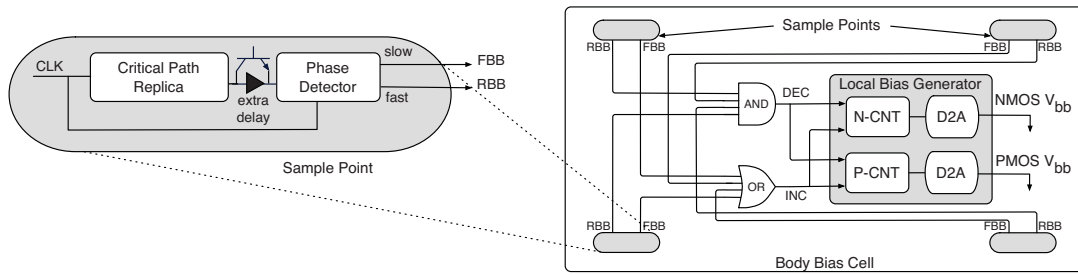 CLK
Critical Path
Replica
extra
delay
Phase
Detector
slow
fast
FBB
RBB
Sample Point
RBB
FBB
Sample Points
FBB
RBB
AND
DEC
Local Bias Generator
N-CNT
D2A
NMOS Vbb
OR
INC
P-CNT
D2A
PMOS Vbb
RBB
FBB
FBB
RBB
Body Bias Cell